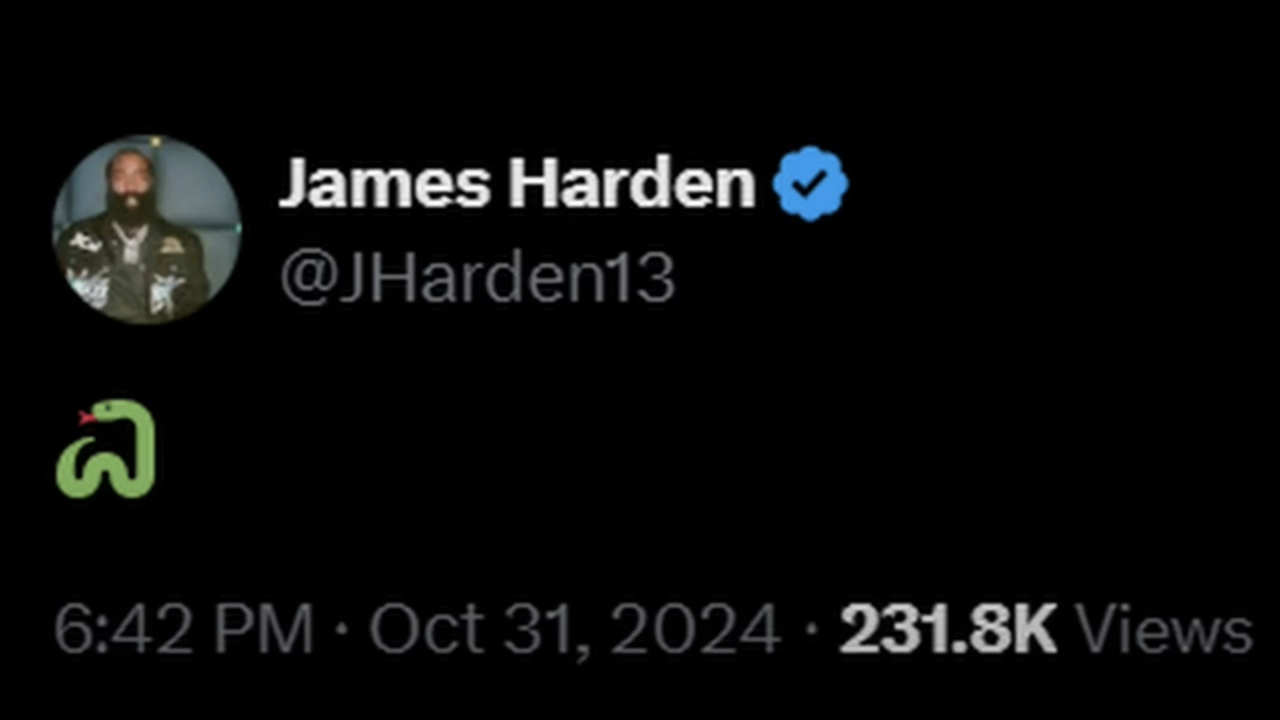 James Harden
@JHarden13
🐍
6:42 PM · Oct 31, 2024 · 231.8K Views